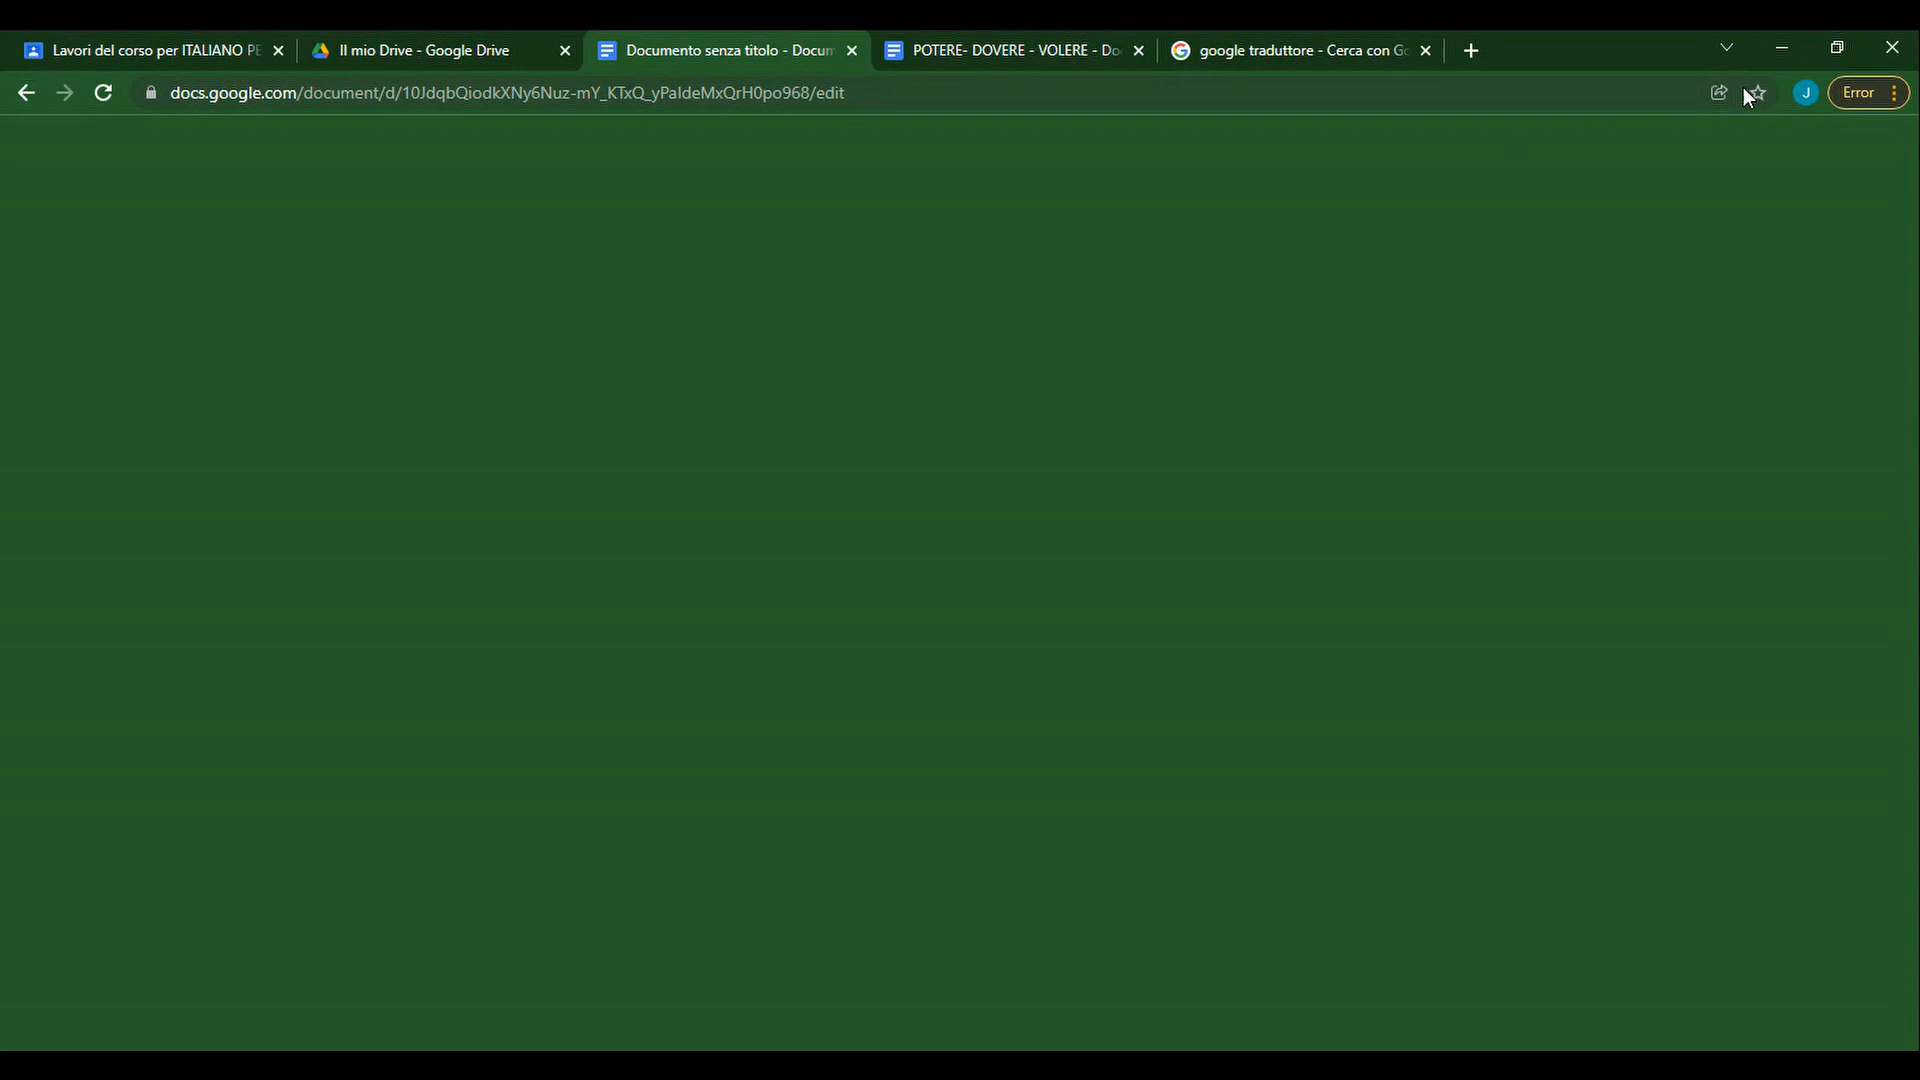 Lavori del corso per ITALIANO PE
Il mio Drive - Google Drive
Documento senza titolo - Docum
POTERE- DOVERE - VOLERE - Do
google traduttore - Cerca con Go
docs.google.com/document/d/10JdqbQiodkXNy6Nuz-mY_KTxQ_yPaldeMxQrH0po968/edit
J
Error